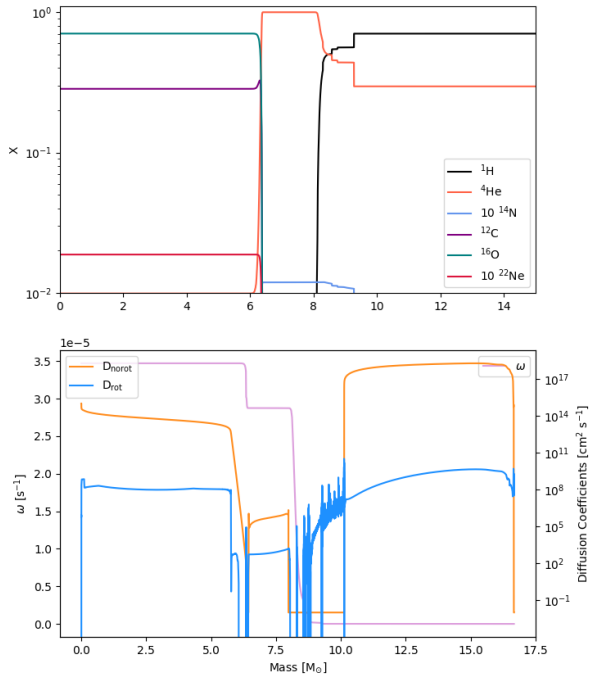 10⁰
10⁻¹
10⁻²
X
¹H
⁴He
10 ¹⁴N
¹²C
¹⁶O
10 ²²Ne
0 2 4 6 8 10 12 14
1e−5
D_norot
D_rot
ω
3.5
3.0
2.5
2.0
1.5
1.0
0.5
0.0
ω [s⁻¹]
10¹⁷
10¹⁴
10¹¹
10⁸
10⁵
10²
10⁻¹
Diffusion Coefficients [cm² s⁻¹]
0.0 2.5 5.0 7.5 10.0 12.5 15.0 17.5
Mass [M_⊙]